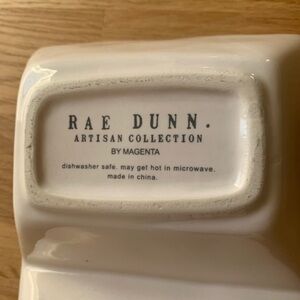 RAE DUNN.
ARTISAN COLLECTION
BY MAGENTA
dishwasher safe. may get hot in microwave.
made in china.